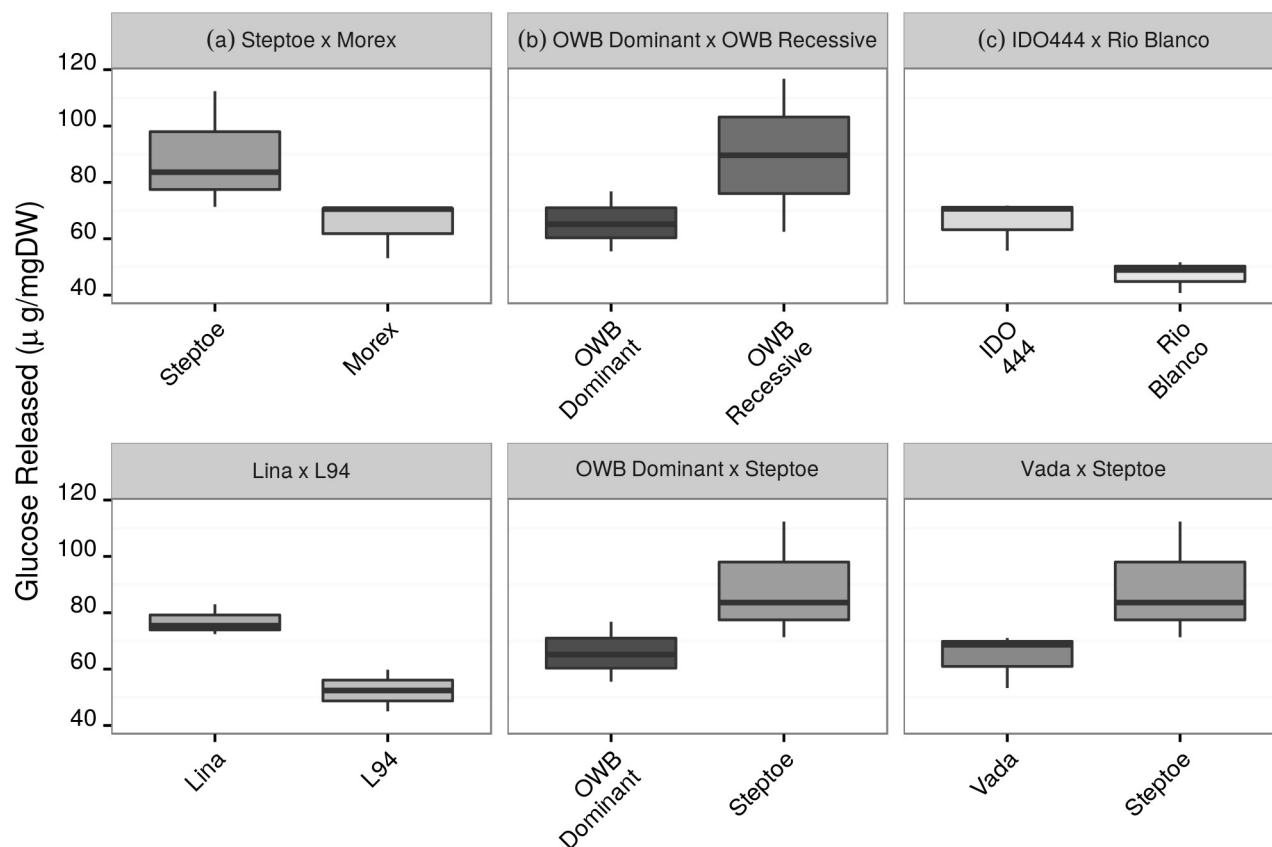 Glucose Released (µ g/mgDW)
(a) Steptoe x Morex
(b) OWB Dominant x OWB Recessive
(c) IDO444 x Rio Blanco
120
100
80
60
40
Steptoe
Morex
OWB
Dominant
OWB
Recessive
IDO
444
Rio
Blanco
Lina x L94
OWB Dominant x Steptoe
Vada x Steptoe
120
100
80
60
40
Lina
L94
OWB
Dominant
Steptoe
Vada
Steptoe